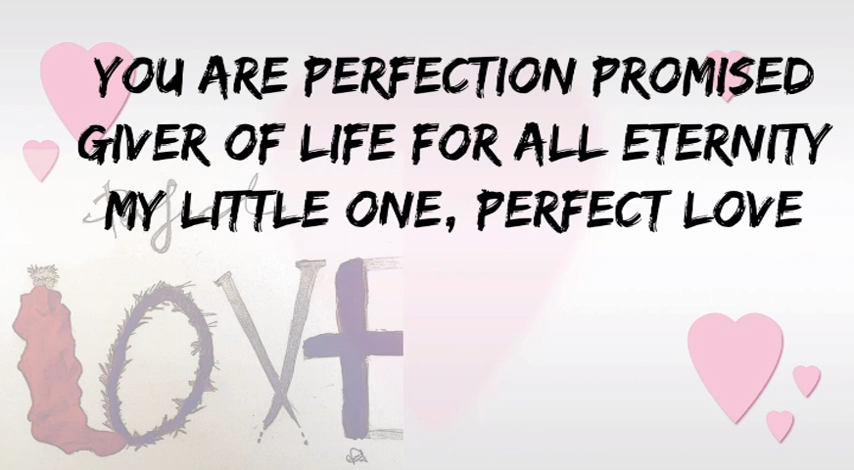 YOU ARE PERFECTION PROMISED
GIVER OF LIFE FOR ALL ETERNITY
MY LITTLE ONE, PERFECT LOVE
LOVE